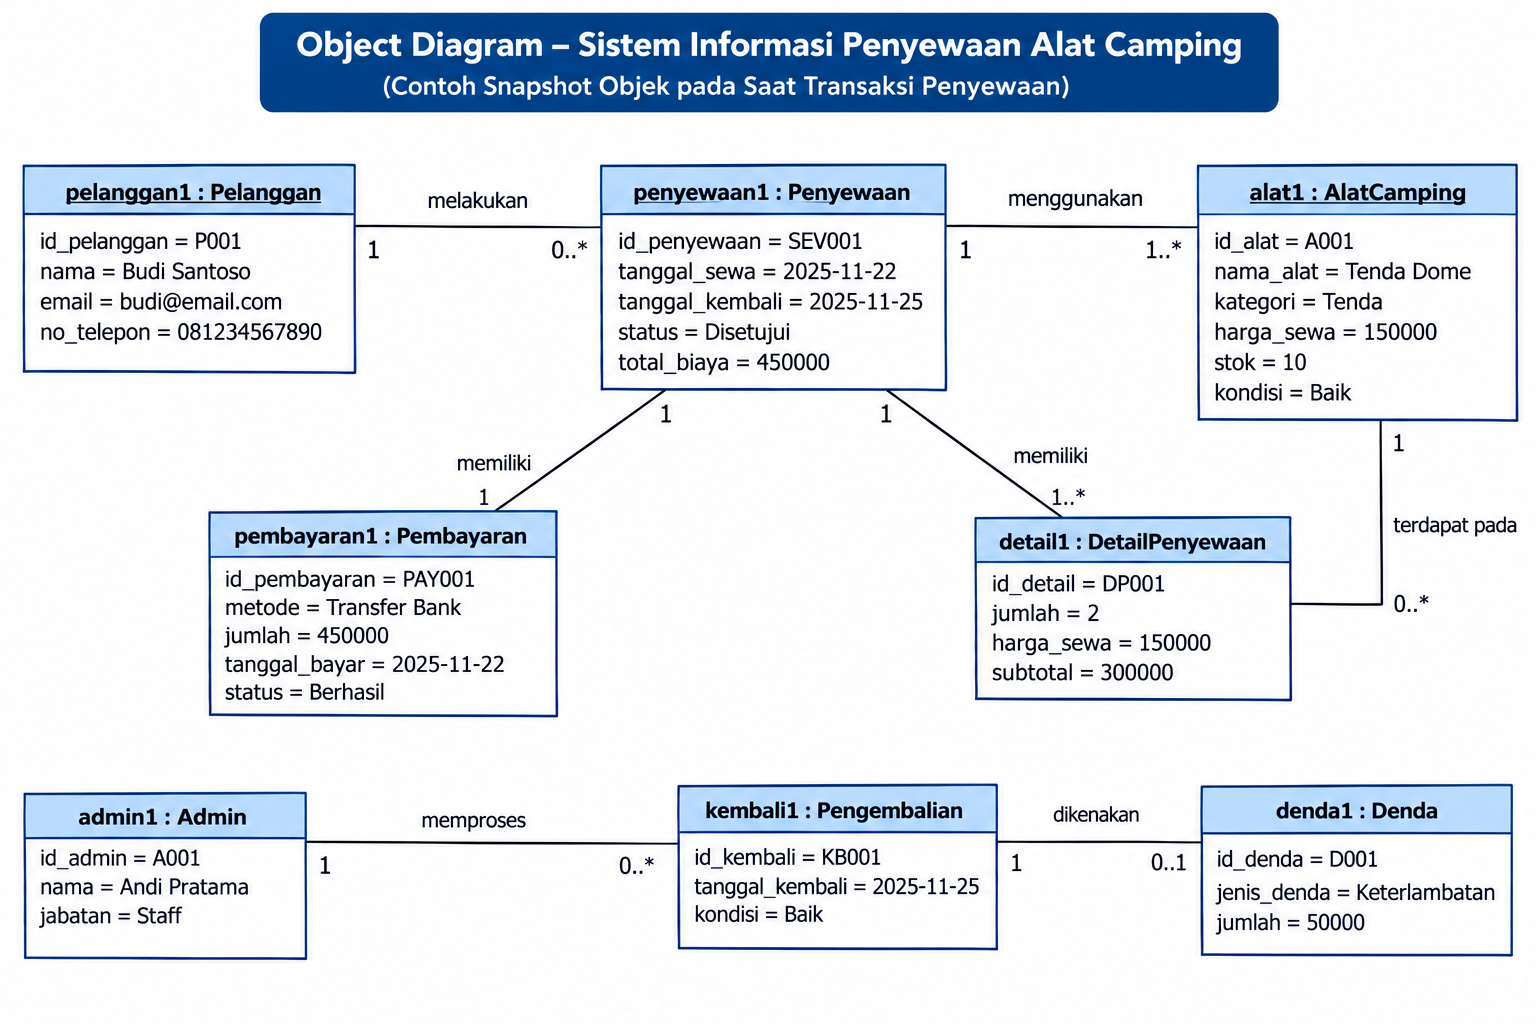 Object Diagram – Sistem Informasi Penyewaan Alat Camping
(Contoh Snapshot Objek pada Saat Transaksi Penyewaan)
pelanggan1 : Pelanggan
id_pelanggan = P001
nama = Budi Santoso
email = budi@email.com
no_telepon = 081234567890
melakukan
1
0..*
penyewaan1 : Penyewaan
id_penyewaan = SEV001
tanggal_sewa = 2025-11-22
tanggal_kembali = 2025-11-25
status = Disetujui
total_biaya = 450000
menggunakan
1
1..*
alat1 : AlatCamping
id_alat = A001
nama_alat = Tenda Dome
kategori = Tenda
harga_sewa = 150000
stok = 10
kondisi = Baik
1
memiliki
1
1
memiliki
1..*
1
terdapat pada
0..*
pembayaran1 : Pembayaran
id_pembayaran = PAY001
metode = Transfer Bank
jumlah = 450000
tanggal_bayar = 2025-11-22
status = Berhasil
detail1 : DetailPenyewaan
id_detail = DP001
jumlah = 2
harga_sewa = 150000
subtotal = 300000
admin1 : Admin
id_admin = A001
nama = Andi Pratama
jabatan = Staff
memproses
1
0..*
kembali1 : Pengembalian
id_kembali = KB001
tanggal_kembali = 2025-11-25
kondisi = Baik
dikenakan
1
0..1
denda1 : Denda
id_denda = D001
jenis_denda = Keterlambatan
jumlah = 50000